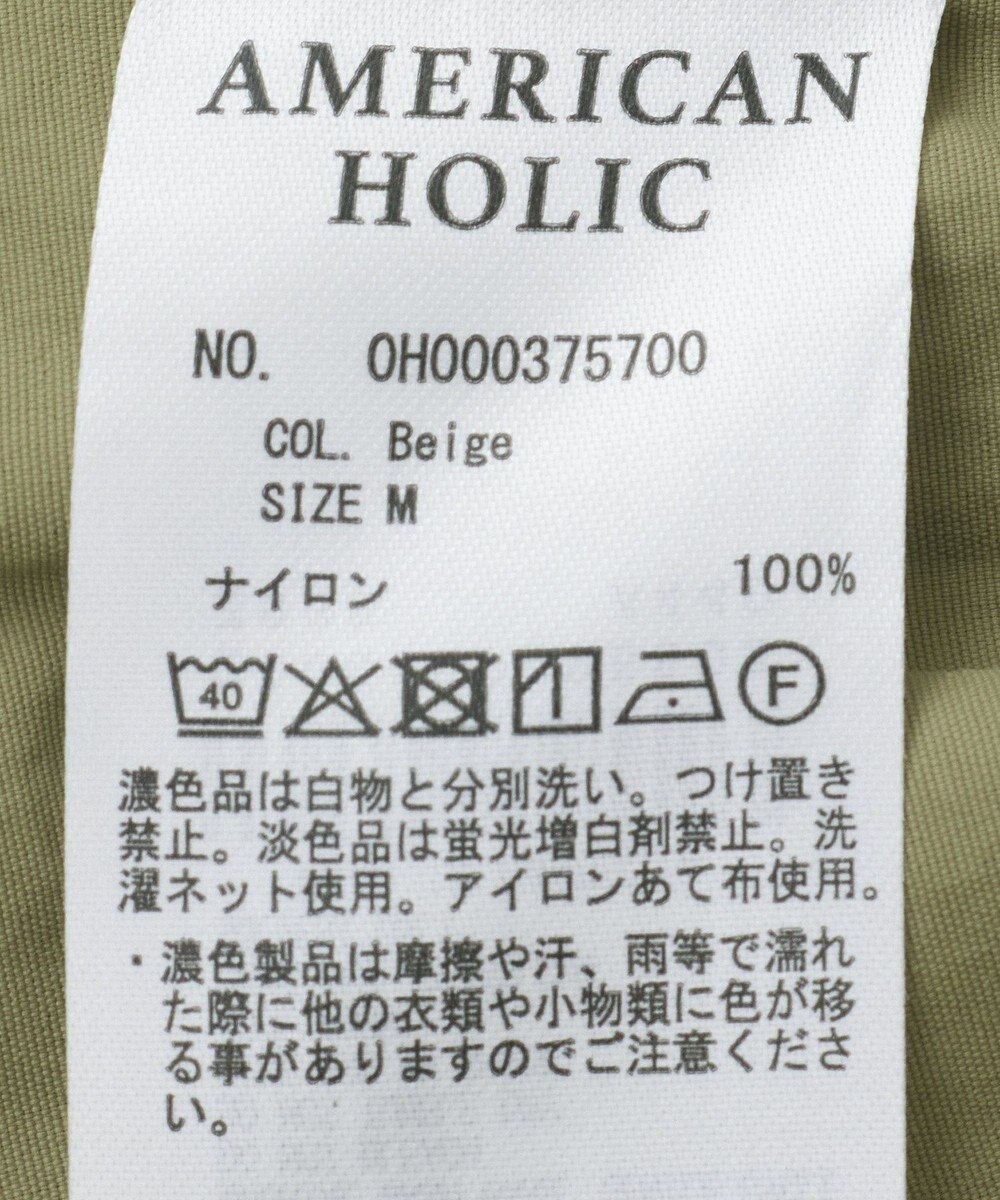 AMERICAN
HOLIC
NO. 0H000375700
COL. Beige
SIZE M
ナイロン 100%
40 F
濃色品は白物と分別洗い。つけ置き
禁止。淡色品は蛍光増白剤禁止。洗
濯ネット使用。アイロンあて布使用。
・濃色製品は摩擦や汗、雨等で濡れ
た際に他の衣類や小物類に色が移
る事がありますのでご注意くださ
い。